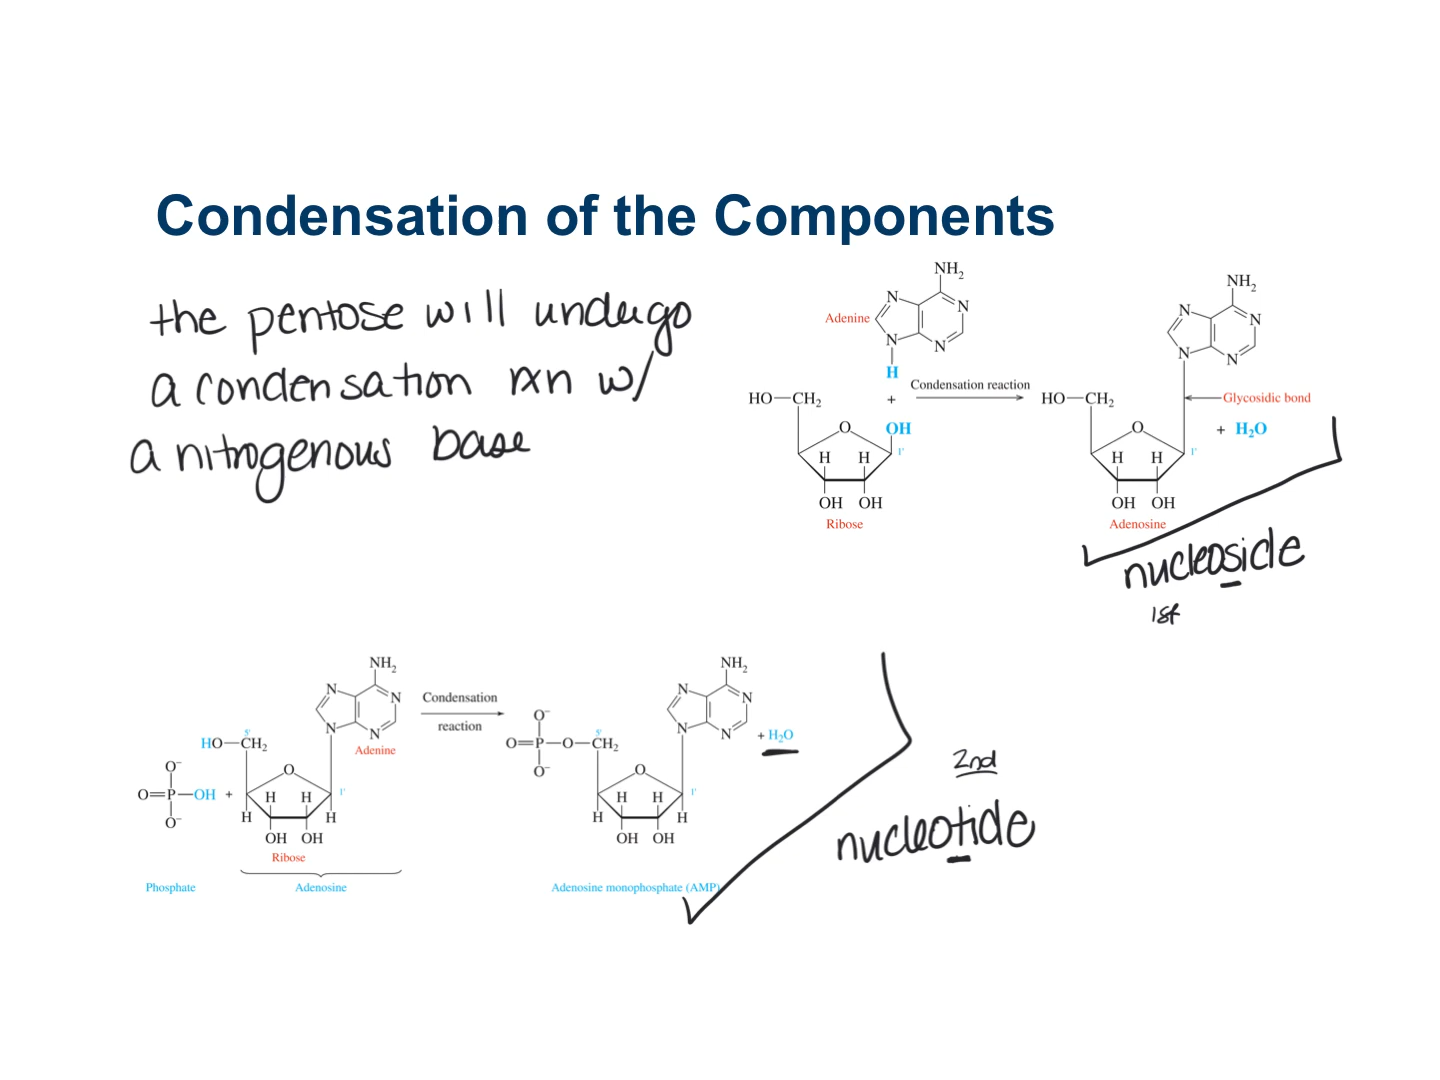 Condensation of the Components
the pentose will undergo
a condensation rxn w/
a nitrogenous base
NH₂
N
N
Adenine
N
N
H
Condensation reaction
HO—CH₂
+
O
OH
H H
1'
OH OH
Ribose
NH₂
N
N
N
N
HO—CH₂
Glycosidic bond
O
+ H₂O
H H
1'
OH OH
Adenosine
nucleoside
1st
NH₂
N
N
N
N
Adenine
5'
HO—CH₂
O⁻
O=P—OH +
O⁻
O
H H
1'
H
H
OH OH
Ribose
Phosphate
Adenosine
Condensation
reaction
NH₂
N
N
N
N
+ H₂O
O⁻
5'
O=P—O—CH₂
O⁻
O
H H
1'
H
H
OH OH
Adenosine monophosphate (AMP)
2nd
nucleotide